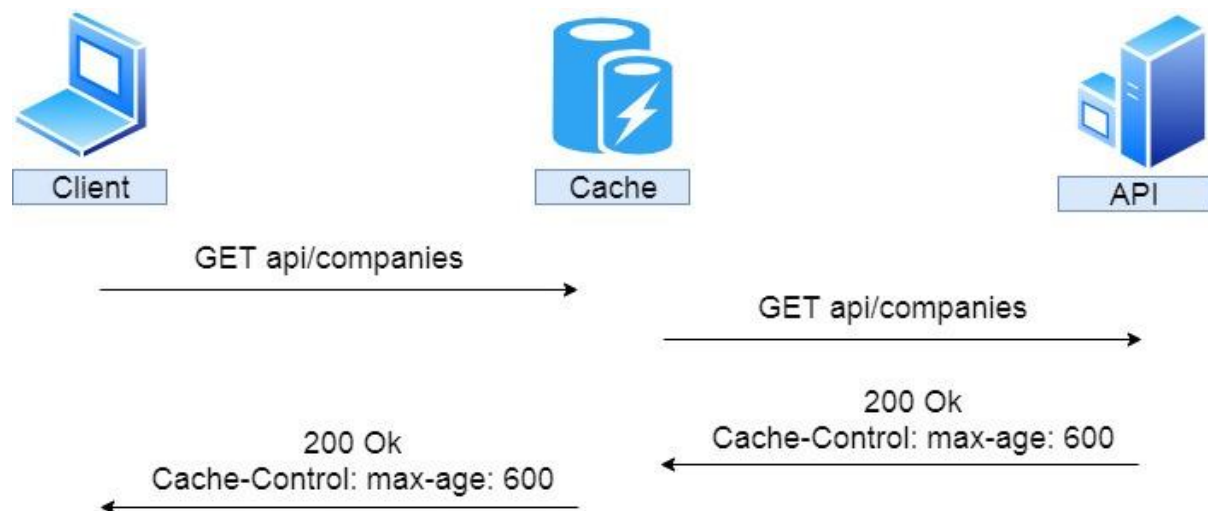 Client
Cache
API
GET api/companies
GET api/companies
200 Ok
Cache-Control: max-age: 600
200 Ok
Cache-Control: max-age: 600